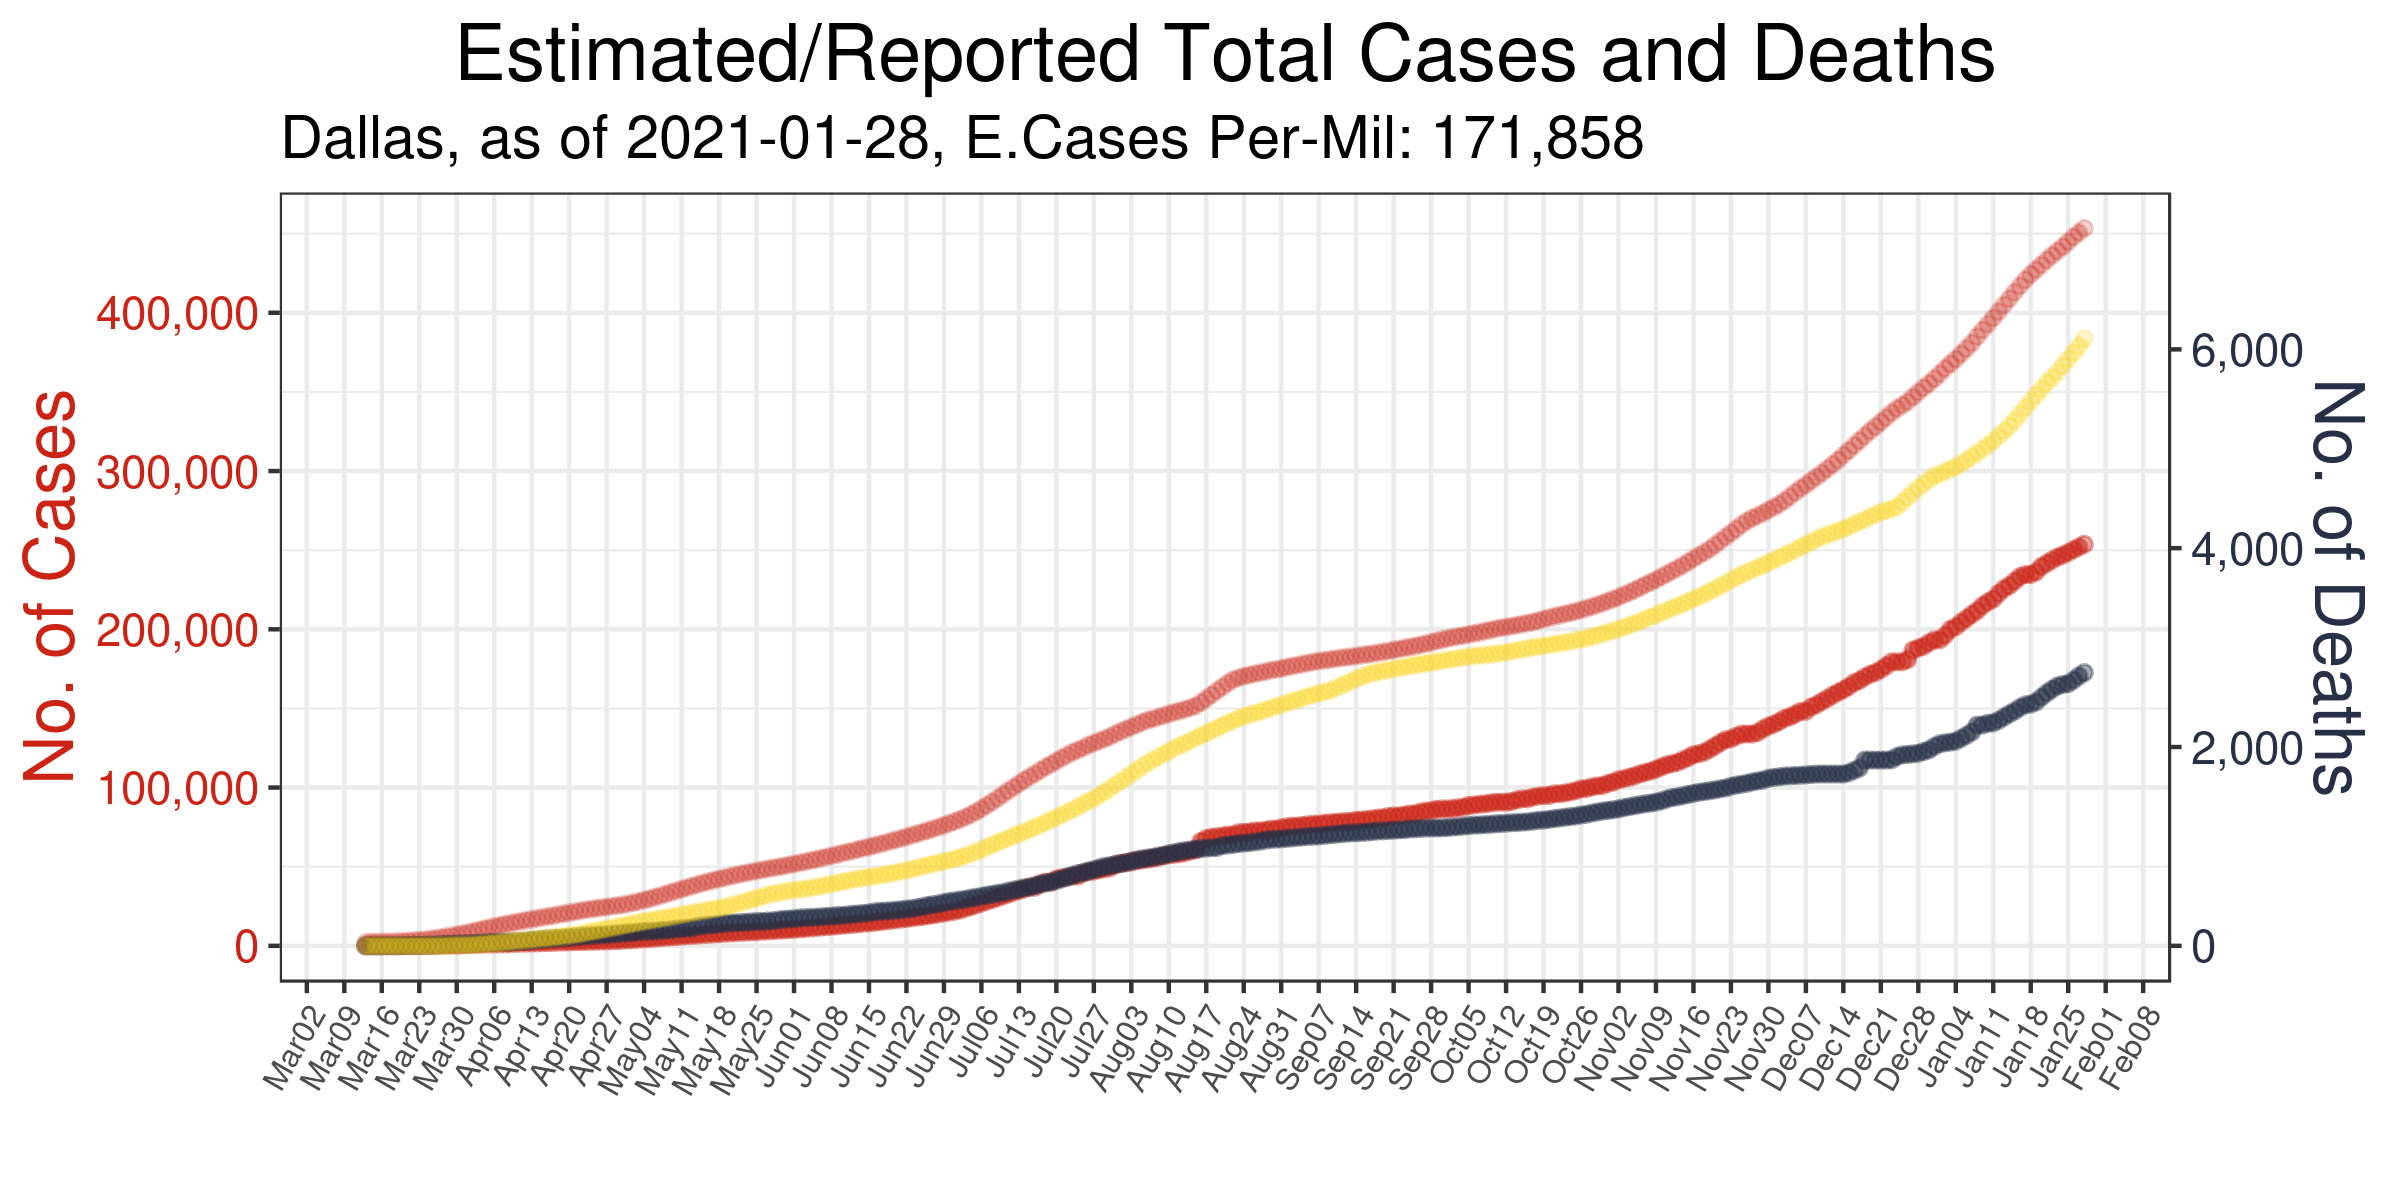 Estimated/Reported Total Cases and Deaths
Dallas, as of 2021-01-28, E.Cases Per-Mil: 171,858
No. of Cases
400,000
300,000
200,000
100,000
0
6,000
4,000
2,000
0
No. of Deaths
Mar02
Mar09
Mar16
Mar23
Mar30
Apr06
Apr13
Apr20
Apr27
May04
May11
May18
May25
Jun01
Jun08
Jun15
Jun22
Jun29
Jul06
Jul13
Jul20
Jul27
Aug03
Aug10
Aug17
Aug24
Aug31
Sep07
Sep14
Sep21
Sep28
Oct05
Oct12
Oct19
Oct26
Nov02
Nov09
Nov16
Nov23
Nov30
Dec07
Dec14
Dec21
Dec28
Jan04
Jan11
Jan18
Jan25
Feb01
Feb08